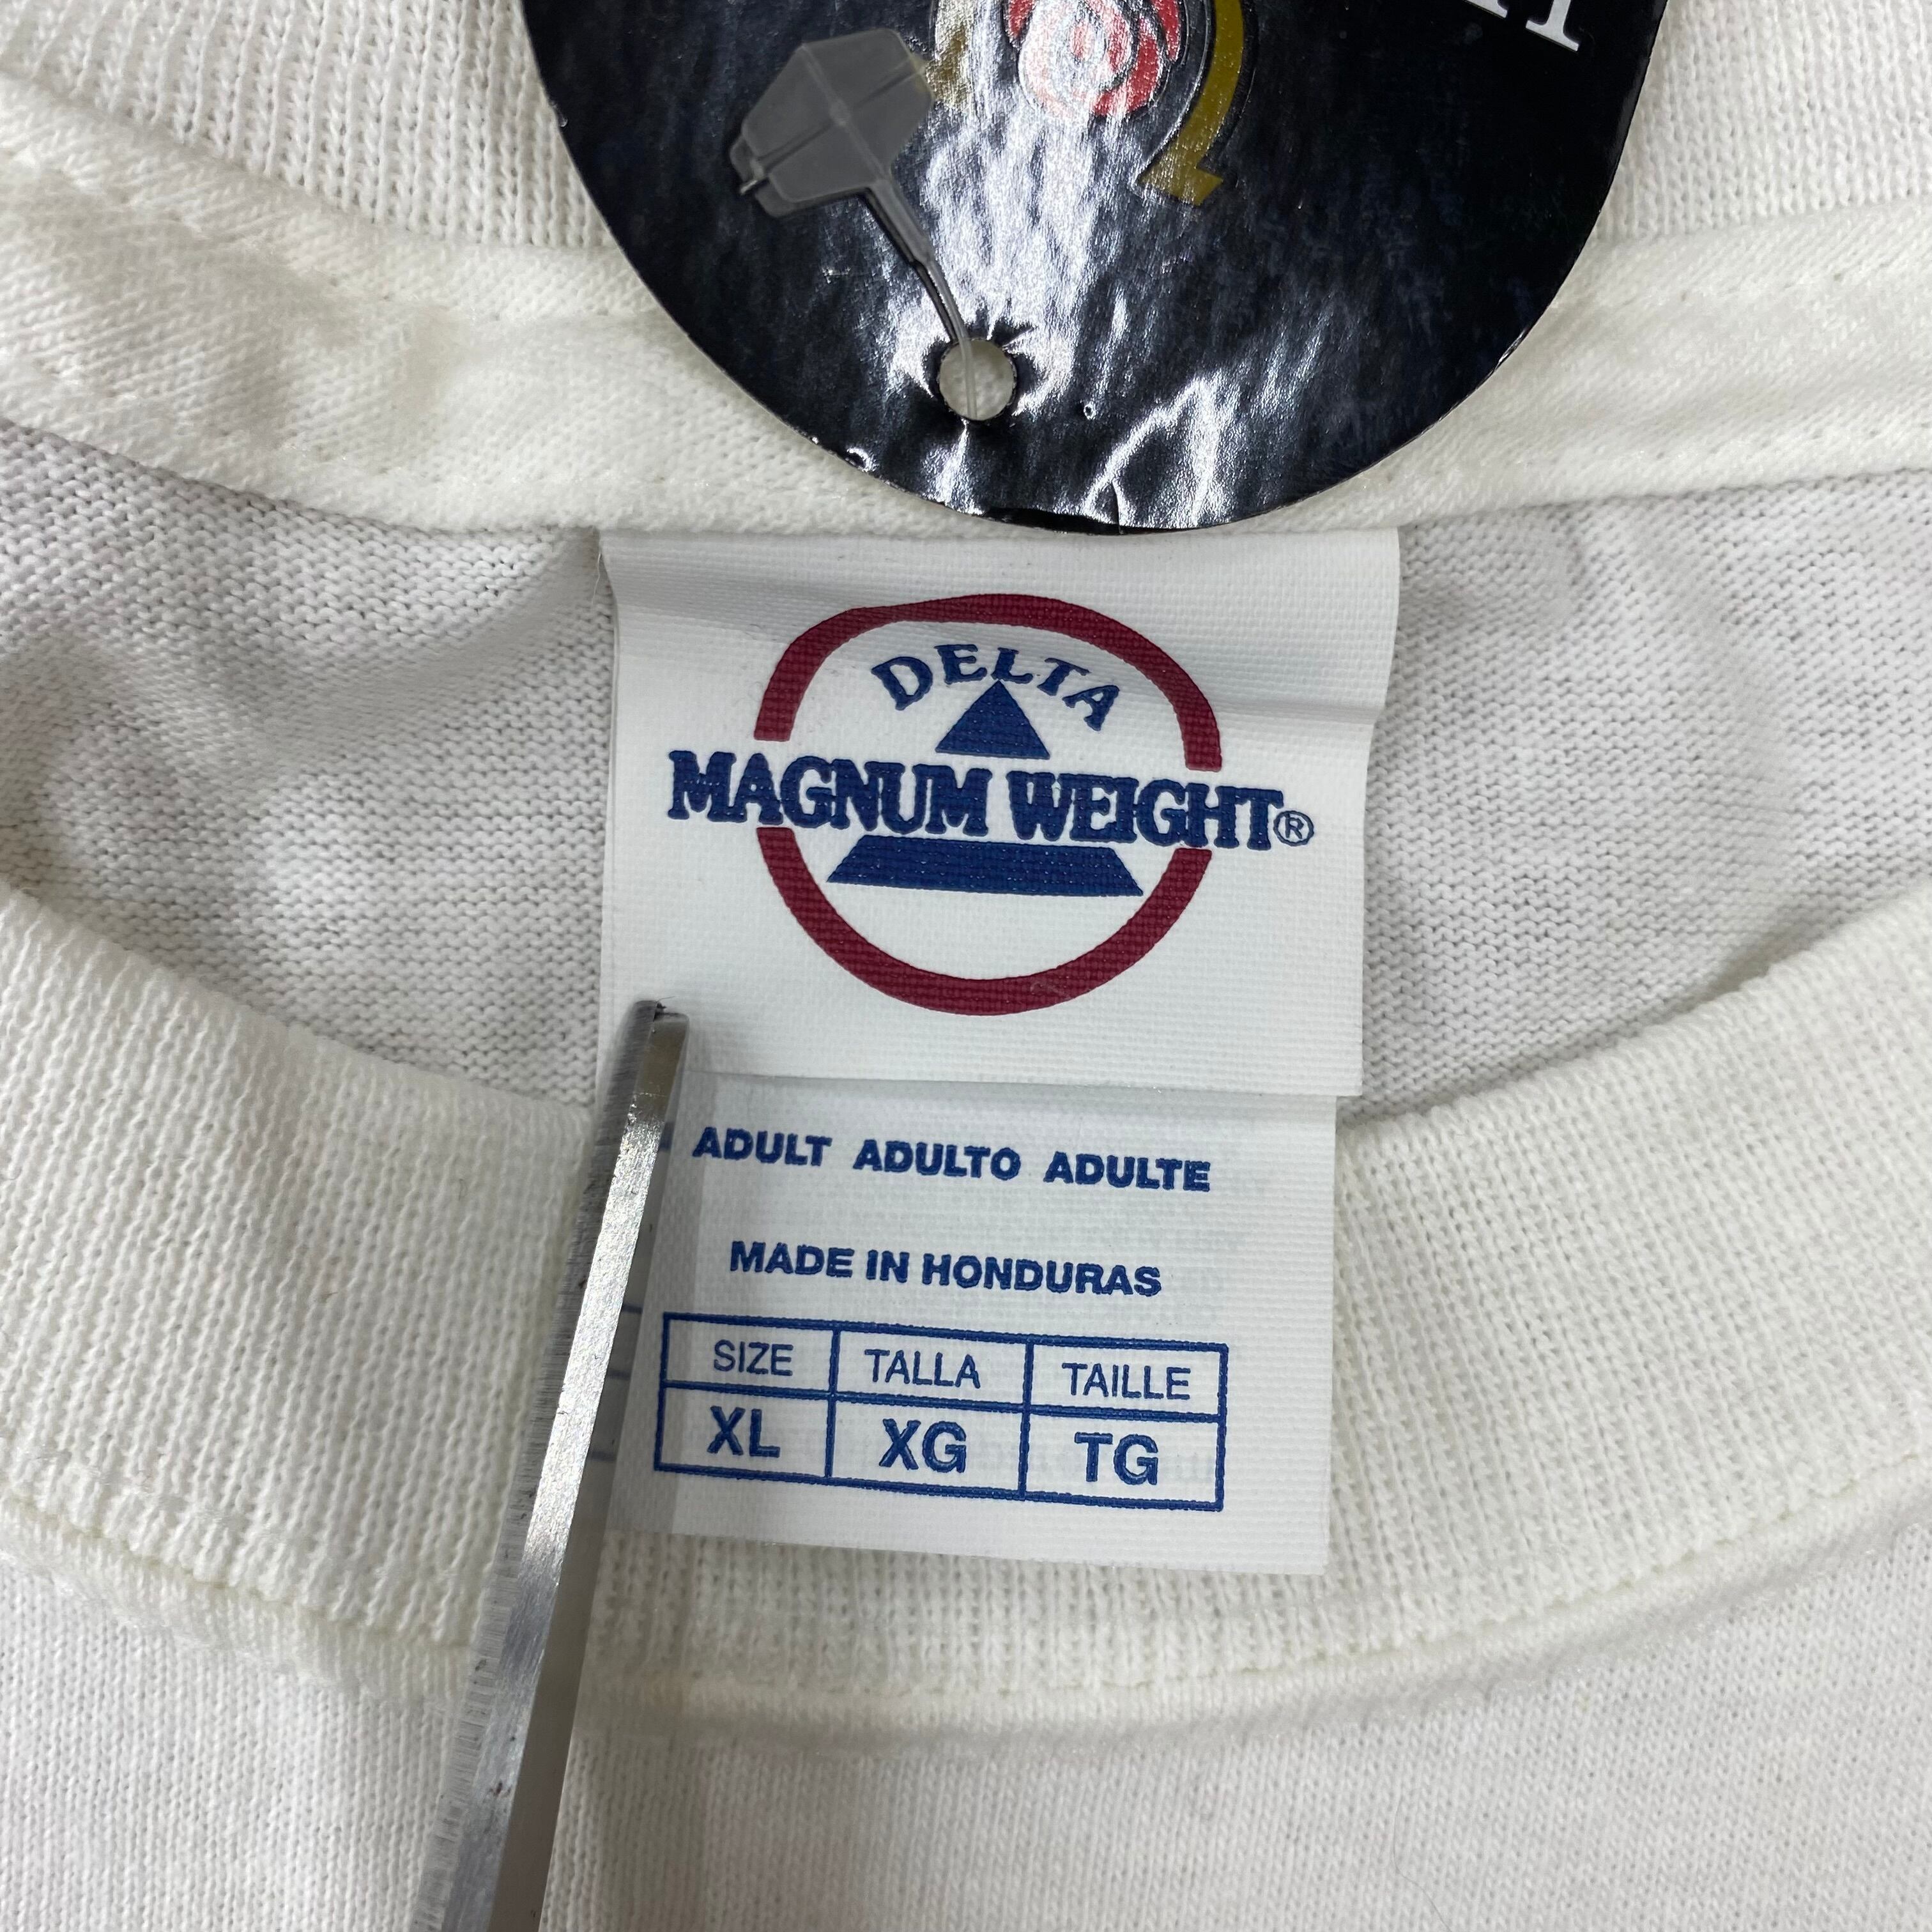 DELTA
MAGNUM WEIGHT®
ADULT ADULTO ADULTE
MADE IN HONDURAS
SIZE TALLA TAILLE
XL XG TG